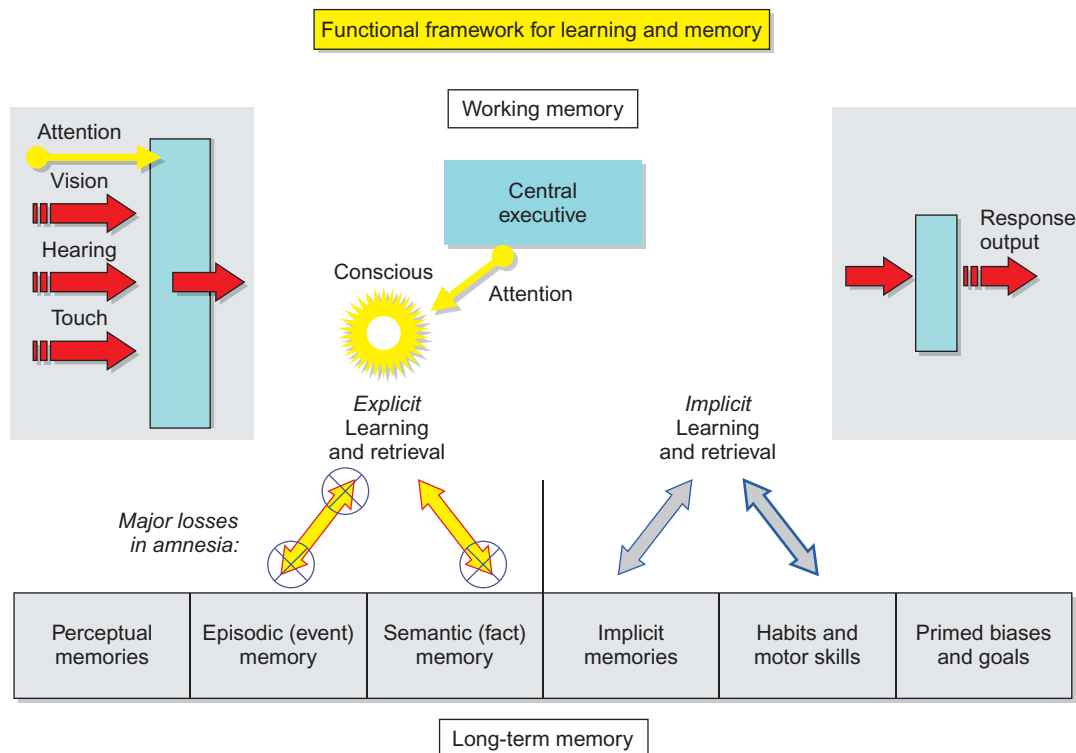 Functional framework for learning and memory
Working memory
Attention
Vision
Hearing
Touch
Central
executive
Conscious
Attention
Response
output
Explicit
Learning
and retrieval
Implicit
Learning
and retrieval
Major losses
in amnesia:
Perceptual
memories
Episodic (event)
memory
Semantic (fact)
memory
Implicit
memories
Habits and
motor skills
Primed biases
and goals
Long-term memory